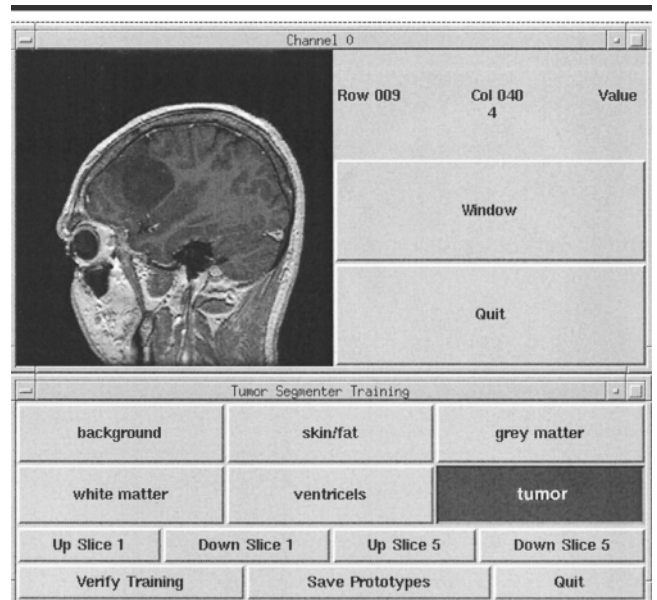 Channel 0
Row 009 Col 040 Value
4
Window
Quit
Tumor Segmenter Training
background skin/fat grey matter
white matter ventricels tumor
Up Slice 1 Down Slice 1 Up Slice 5 Down Slice 5
Verify Training Save Prototypes Quit